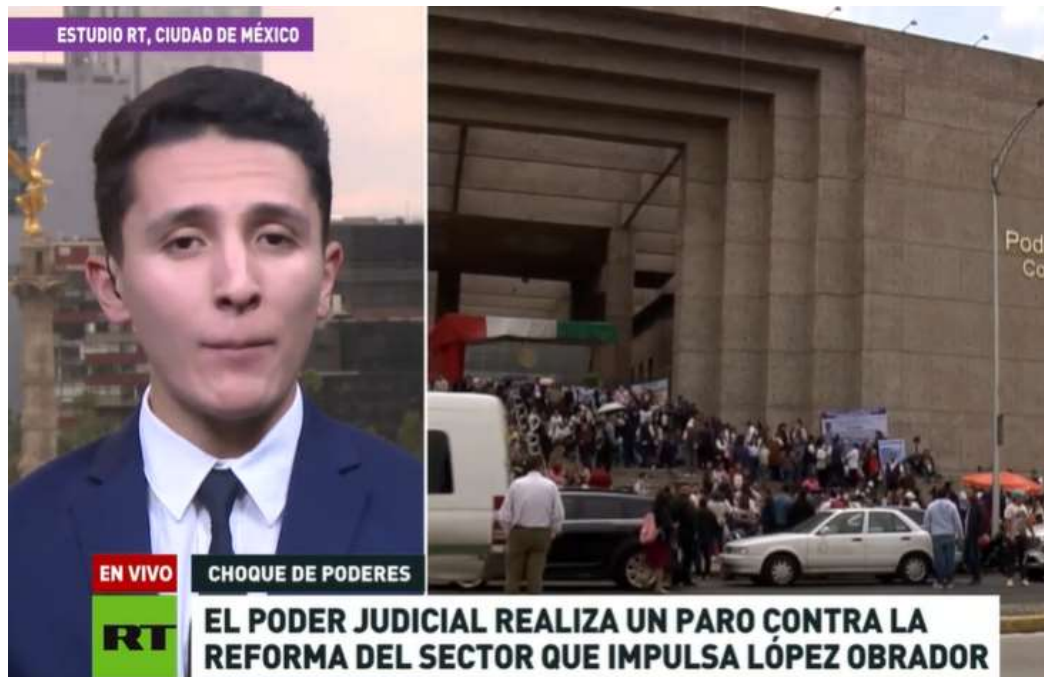 ESTUDIO RT, CIUDAD DE MÉXICO
EN VIVO
CHOQUE DE PODERES
RT
EL PODER JUDICIAL REALIZA UN PARO CONTRA LA
REFORMA DEL SECTOR QUE IMPULSA LÓPEZ OBRADOR